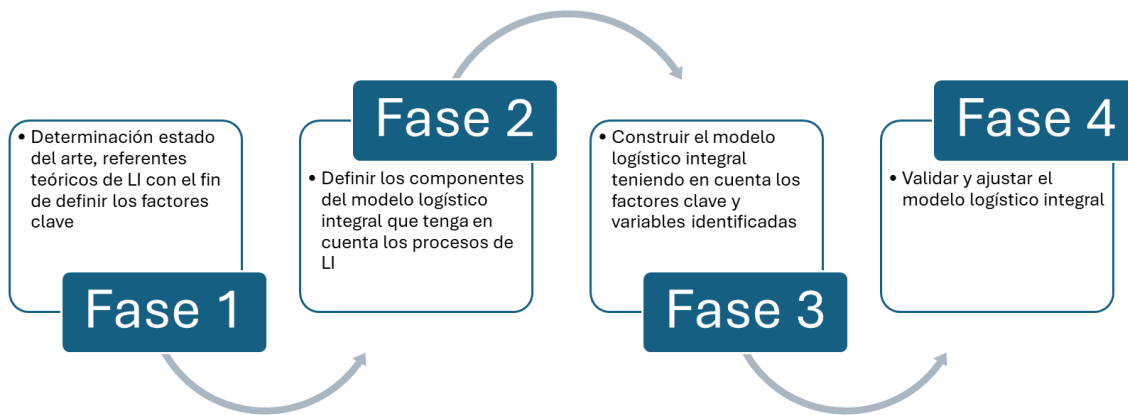 • Determinación estado
del arte, referentes
teóricos de LI con el fin
de definir los factores
clave
Fase 1
Fase 2
• Definir los componentes
del modelo logístico
integral que tenga en
cuenta los procesos de
LI
• Construir el modelo
logístico integral
teniendo en cuenta los
factores clave y
variables identificadas
Fase 3
Fase 4
• Validar y ajustar el
modelo logístico integral